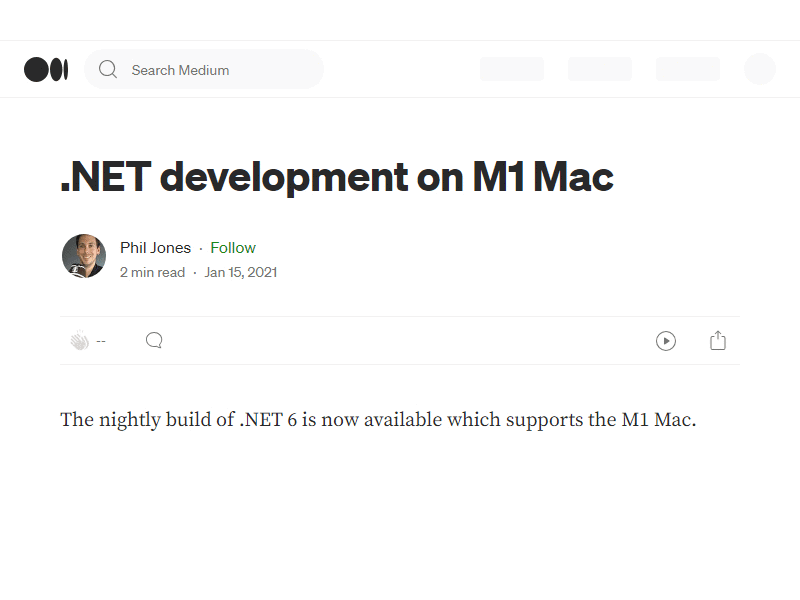 Search Medium
.NET development on M1 Mac
Phil Jones · Follow
2 min read · Jan 15, 2021
--
The nightly build of .NET 6 is now available which supports the M1 Mac.